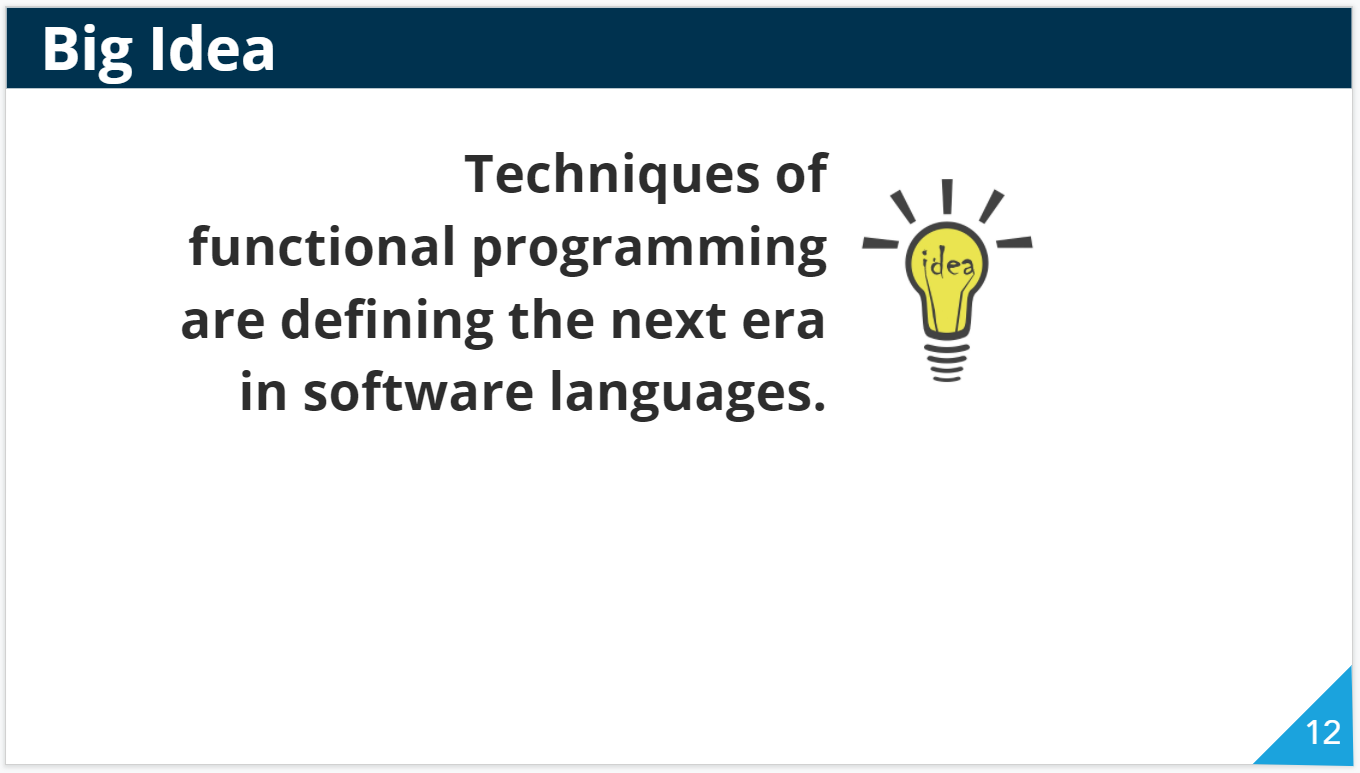 Big Idea
Techniques of
functional programming
are defining the next era
in software languages.
idea
12